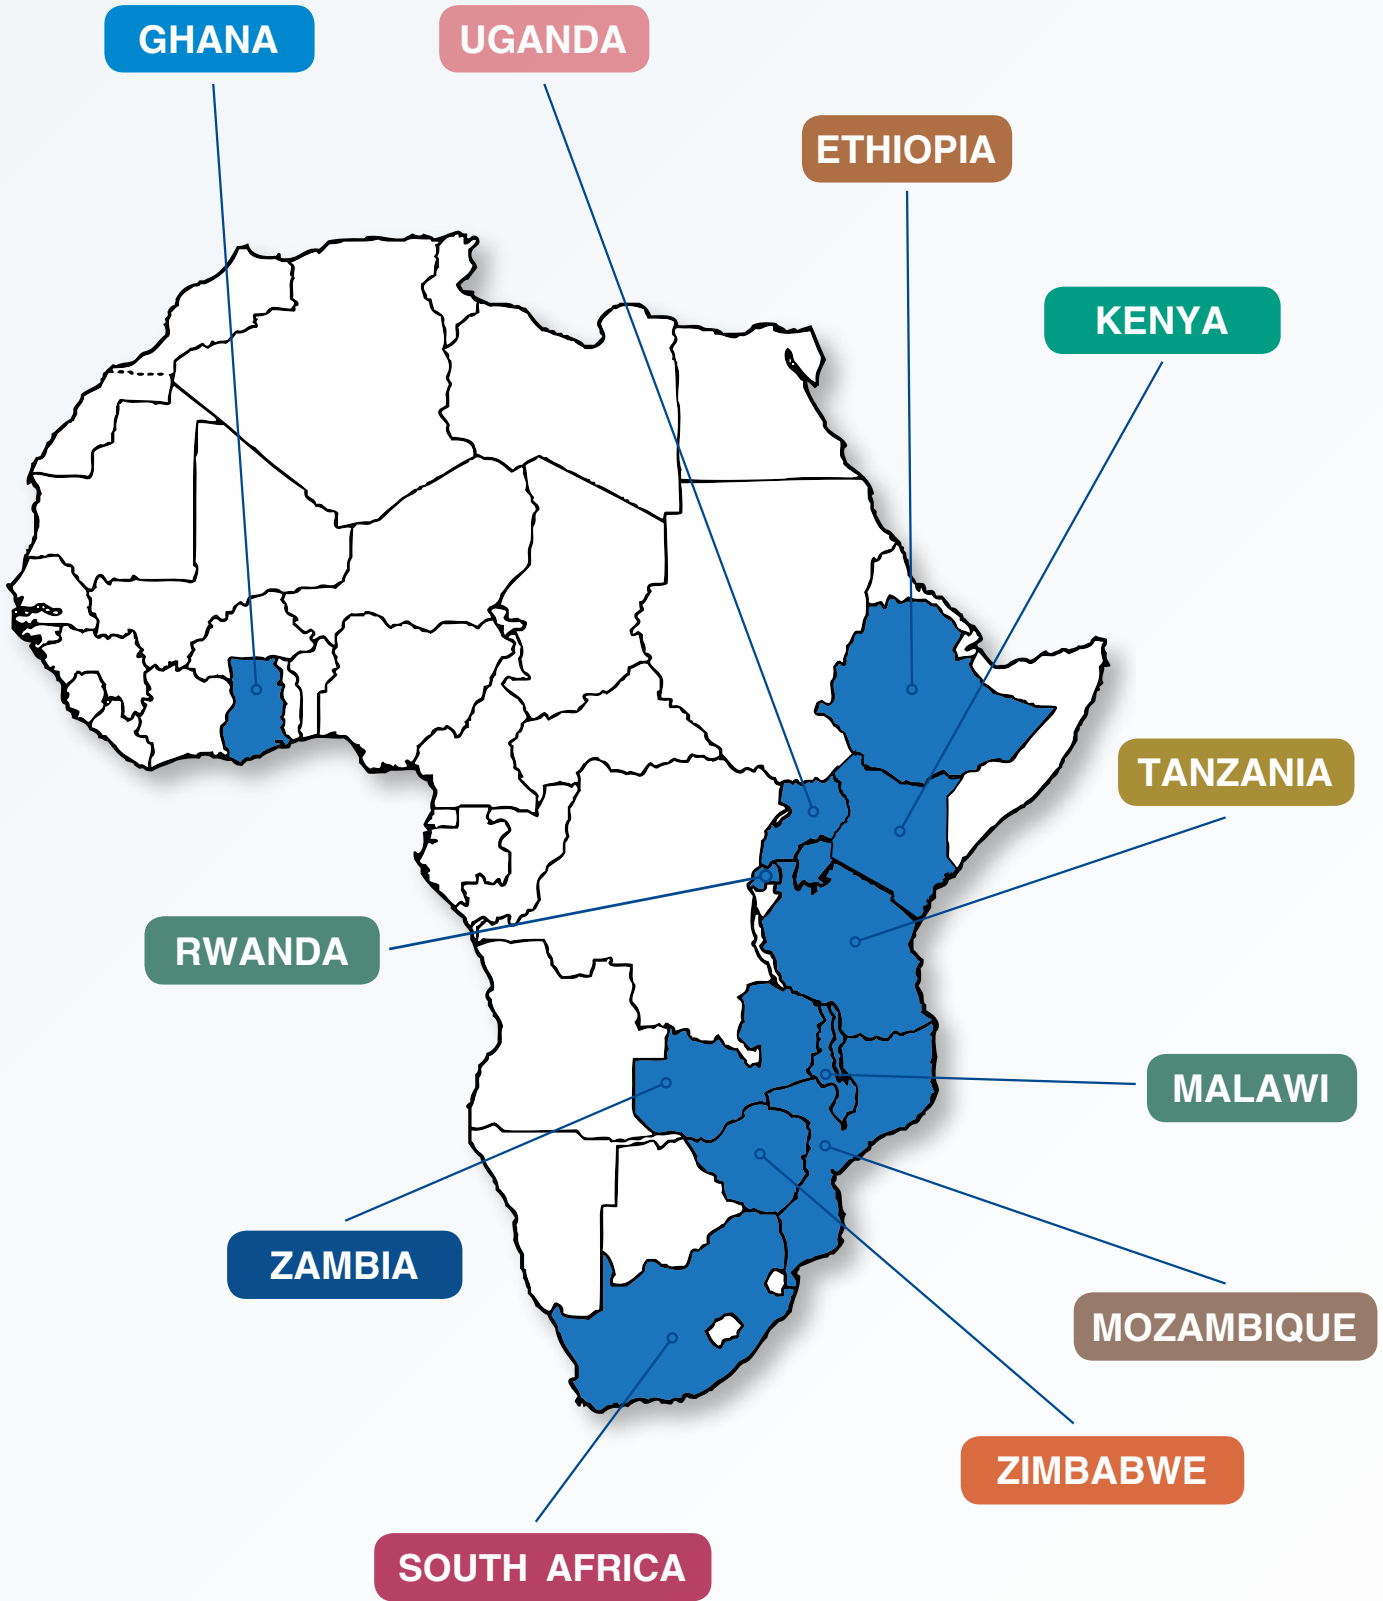 GHANA
UGANDA
ETHIOPIA
KENYA
TANZANIA
RWANDA
MALAWI
ZAMBIA
MOZAMBIQUE
ZIMBABWE
SOUTH AFRICA